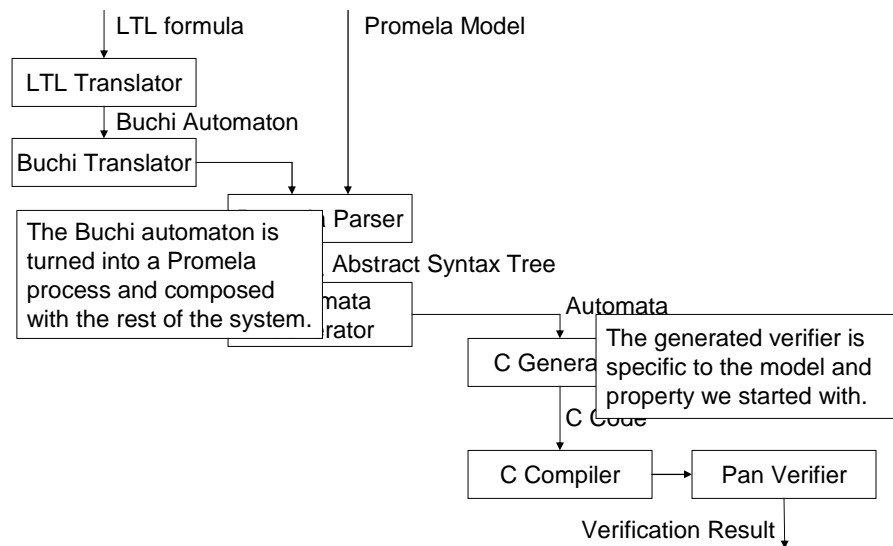 LTL formula
Promela Model
LTL Translator
Buchi Automaton
Buchi Translator
Parser
The Buchi automaton is
turned into a Promela
process and composed
with the rest of the system.
Abstract Syntax Tree
Automata
The generated verifier is
specific to the model and
property we started with.
C
C Code
C Compiler
Pan Verifier
Verification Result